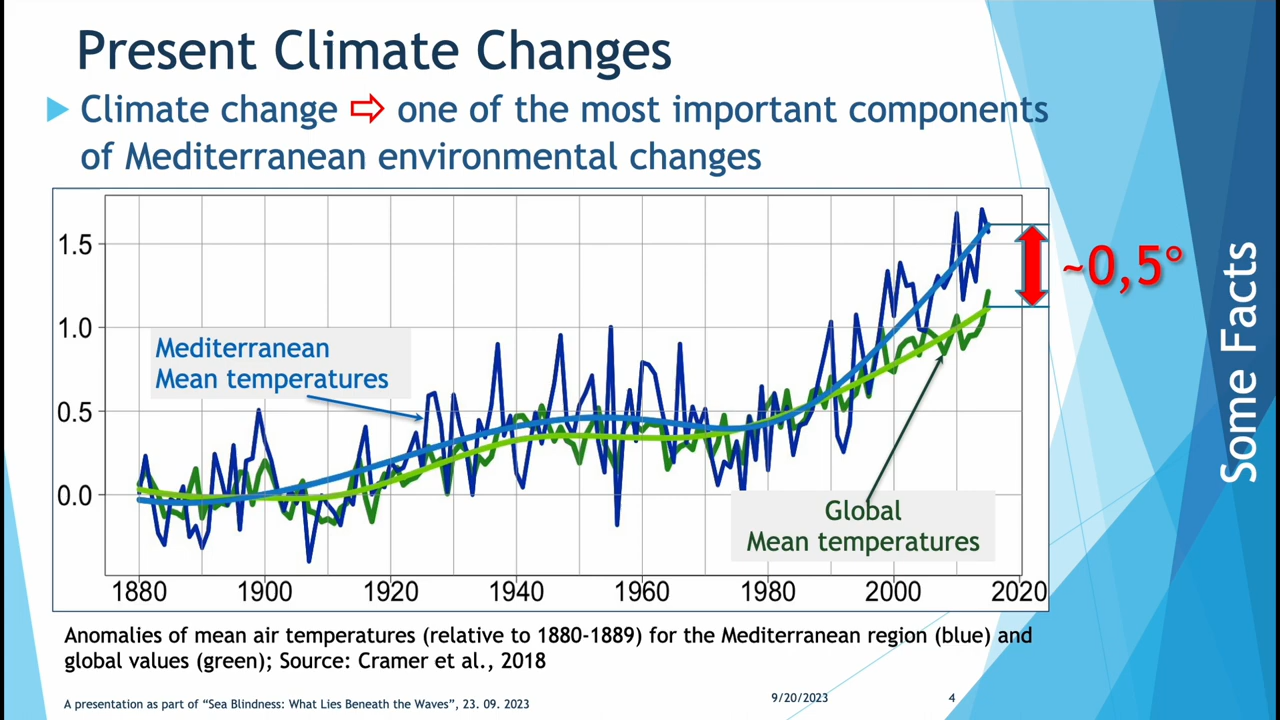 Present Climate Changes
Climate change ⇨ one of the most important components
of Mediterranean environmental changes
1.5
1.0
0.5
0.0
Mediterranean
Mean temperatures
Global
Mean temperatures
~0,5°
1880 1900 1920 1940 1960 1980 2000 2020
Anomalies of mean air temperatures (relative to 1880-1889) for the Mediterranean region (blue) and
global values (green); Source: Cramer et al., 2018
A presentation as part of “Sea Blindness: What Lies Beneath the Waves”, 23. 09. 2023
9/20/2023
4
Some Facts